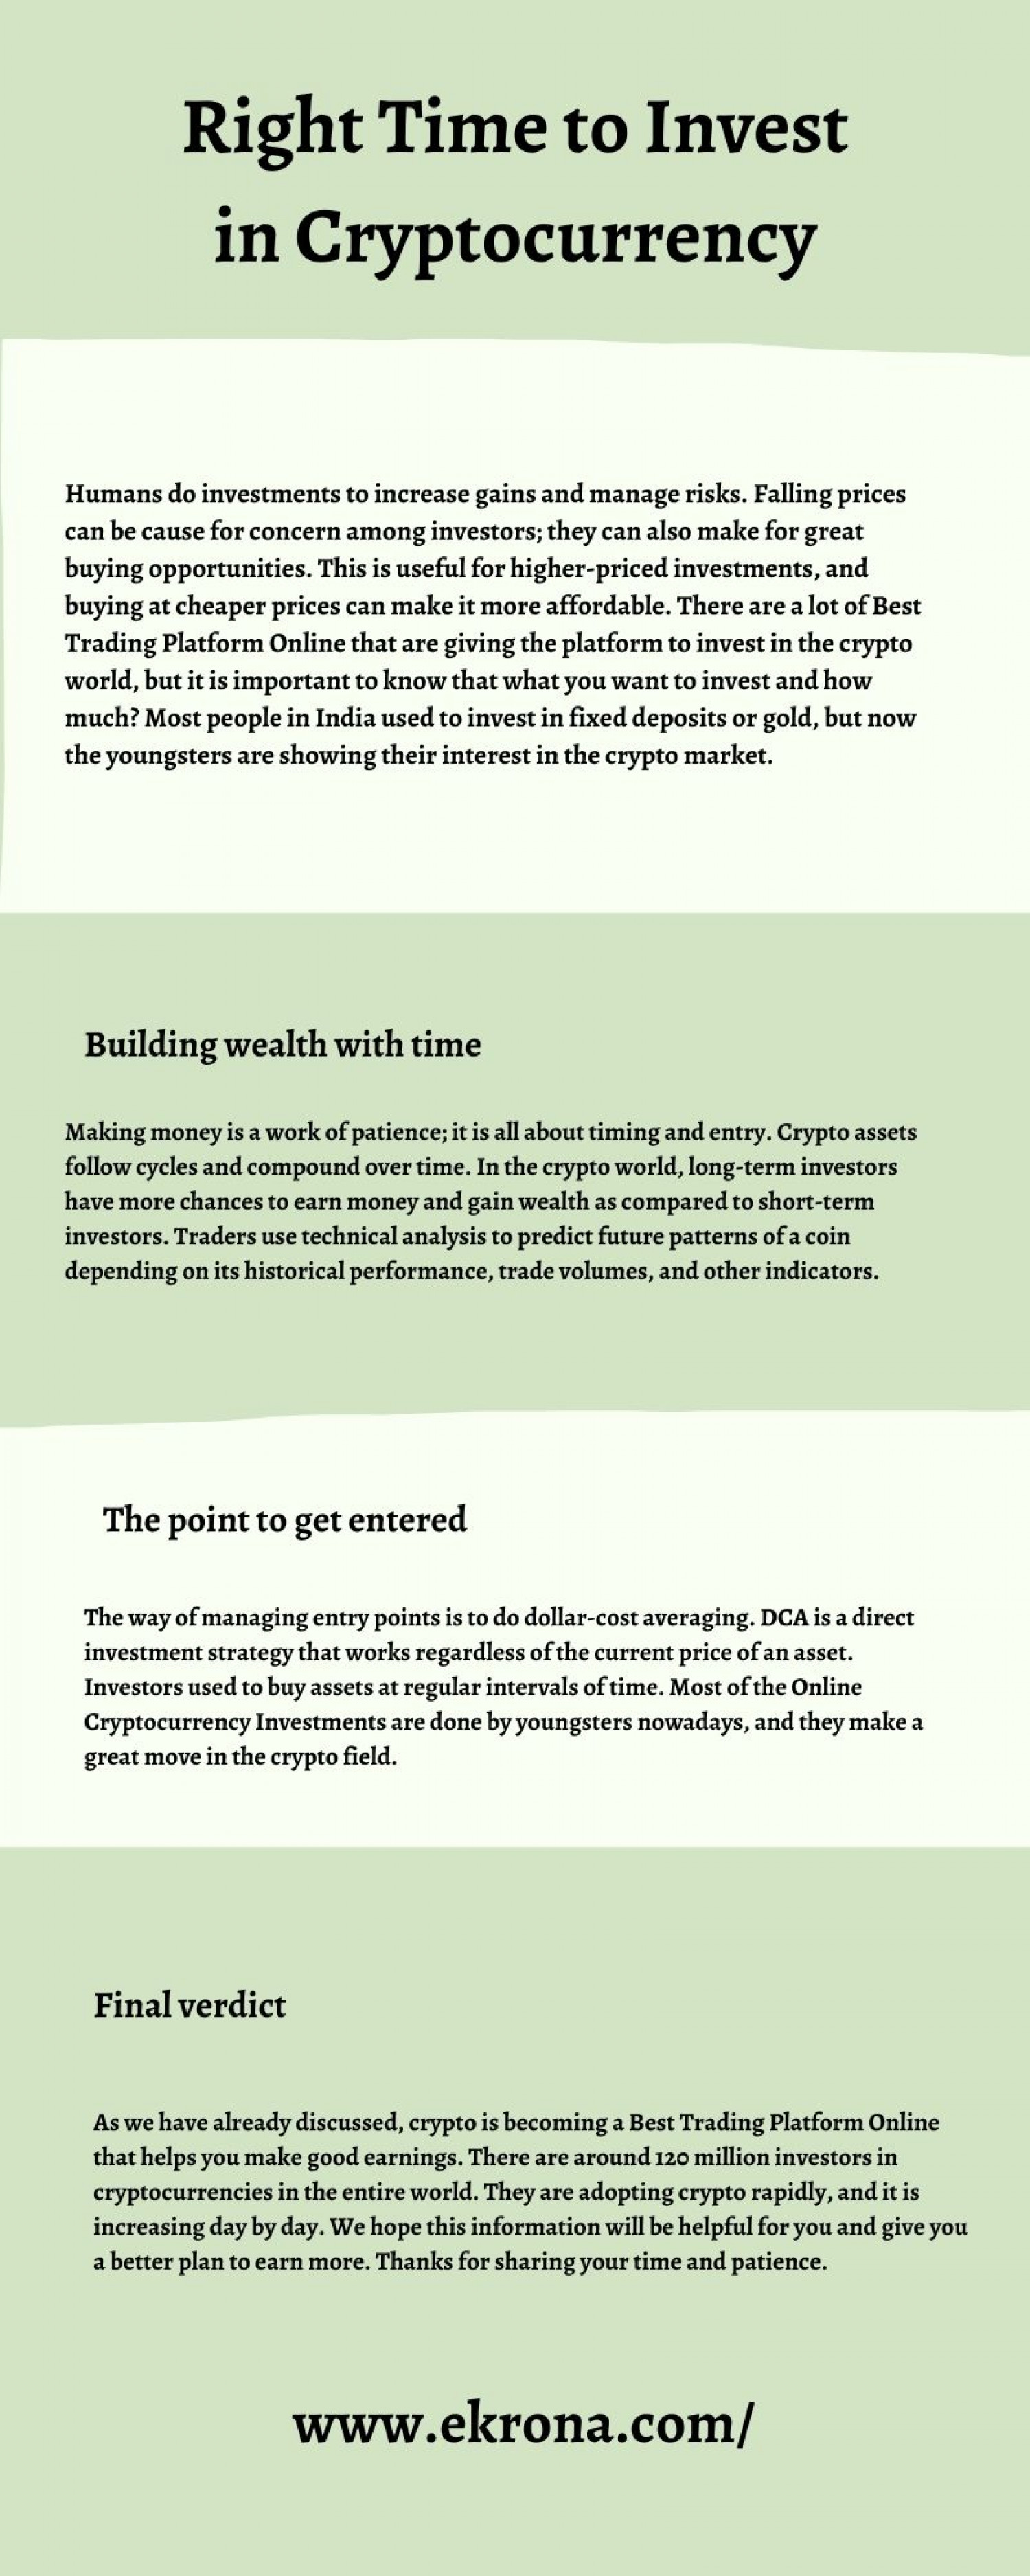 Right Time to Invest
in Cryptocurrency
Humans do investments to increase gains and manage risks. Falling prices
can be cause for concern among investors; they can also make for great
buying opportunities. This is useful for higher-priced investments, and
buying at cheaper prices can make it more affordable. There are a lot of Best
Trading Platform Online that are giving the platform to invest in the crypto
world, but it is important to know that what you want to invest and how
much? Most people in India used to invest in fixed deposits or gold, but now
the youngsters are showing their interest in the crypto market.
Building wealth with time
Making money is a work of patience; it is all about timing and entry. Crypto assets
follow cycles and compound over time. In the crypto world, long-term investors
have more chances to earn money and gain wealth as compared to short-term
investors. Traders use technical analysis to predict future patterns of a coin
depending on its historical performance, trade volumes, and other indicators.
The point to get entered
The way of managing entry points is to do dollar-cost averaging. DCA is a direct
investment strategy that works regardless of the current price of an asset.
Investors used to buy assets at regular intervals of time. Most of the Online
Cryptocurrency Investments are done by youngsters nowadays, and they make a
great move in the crypto field.
Final verdict
As we have already discussed, crypto is becoming a Best Trading Platform Online
that helps you make good earnings. There are around 120 million investors in
cryptocurrencies in the entire world. They are adopting crypto rapidly, and it is
increasing day by day. We hope this information will be helpful for you and give you
a better plan to earn more. Thanks for sharing your time and patience.
www.ekrona.com/